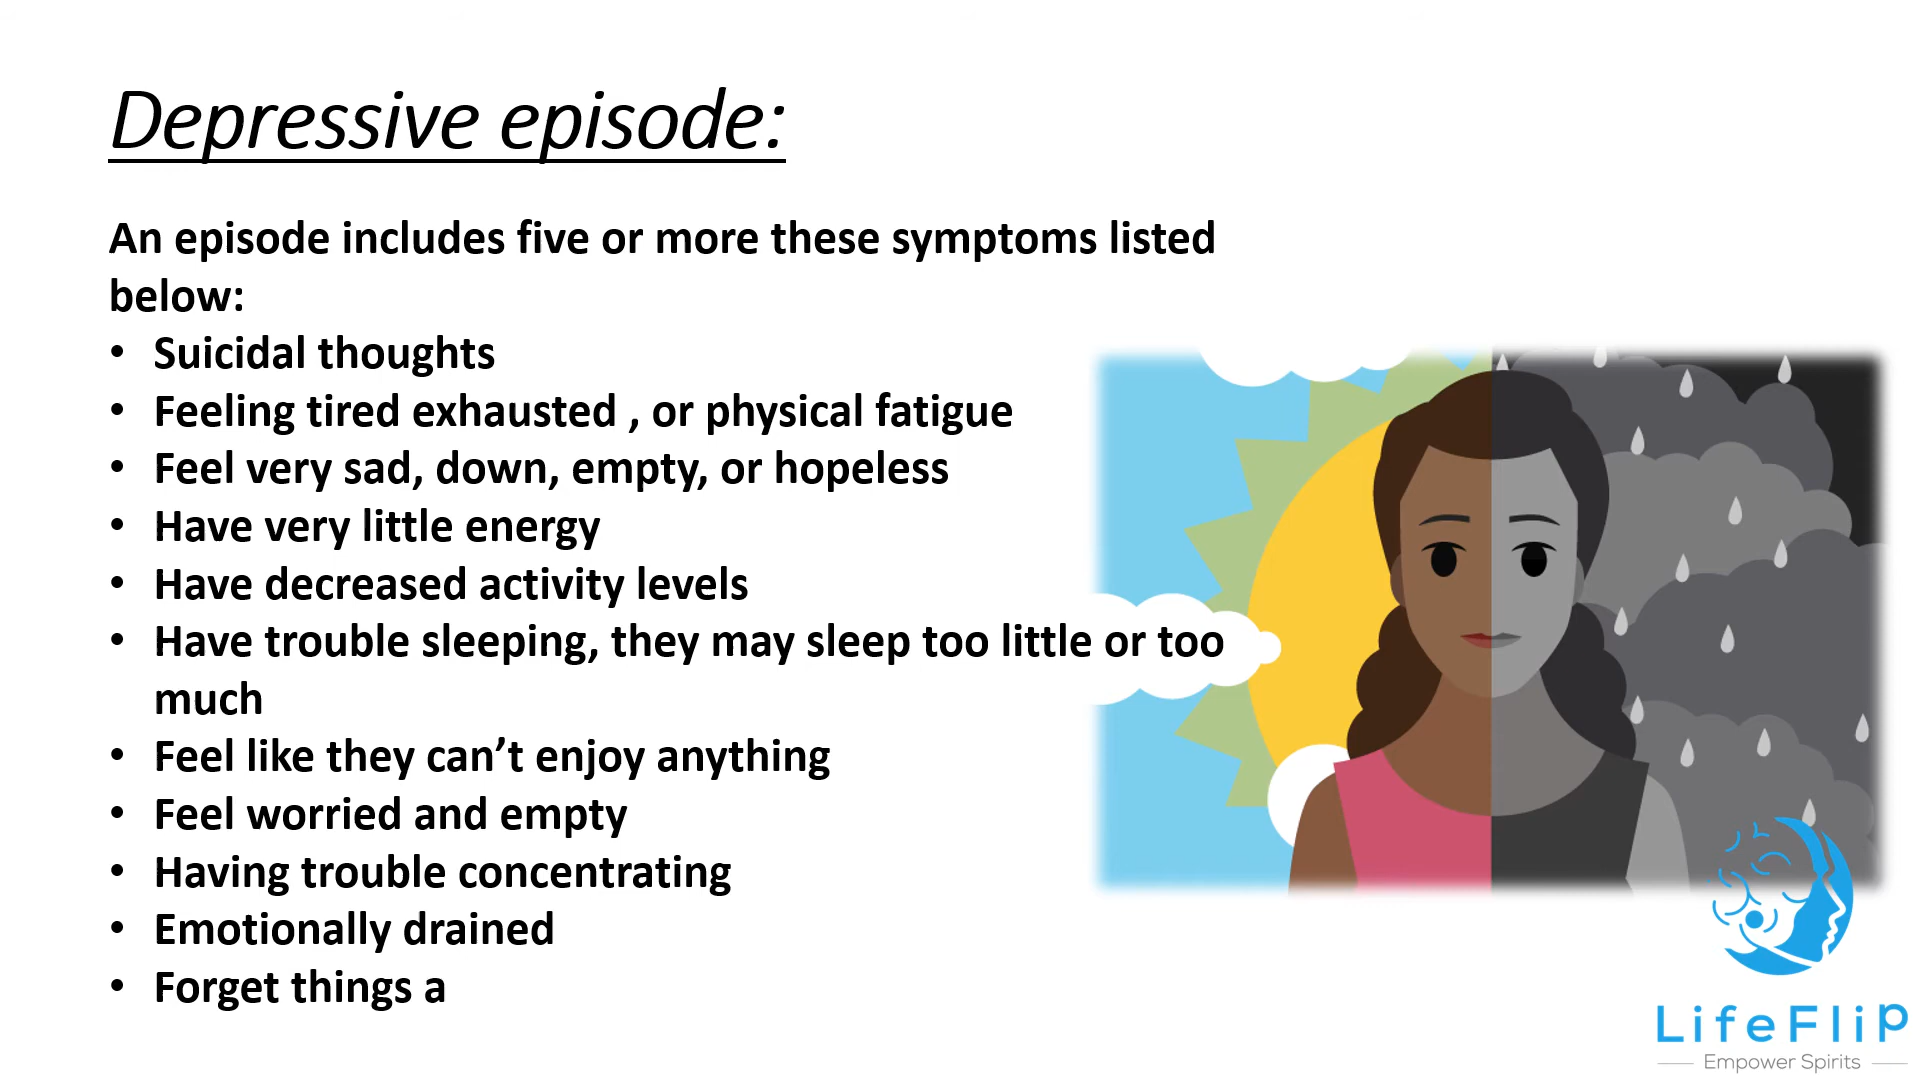 Depressive episode:
An episode includes five or more these symptoms listed
below:
• Suicidal thoughts
• Feeling tired exhausted , or physical fatigue
• Feel very sad, down, empty, or hopeless
• Have very little energy
• Have decreased activity levels
• Have trouble sleeping, they may sleep too little or too
much
• Feel like they can’t enjoy anything
• Feel worried and empty
• Having trouble concentrating
• Emotionally drained
• Forget things a
LifeFlip
Empower Spirits